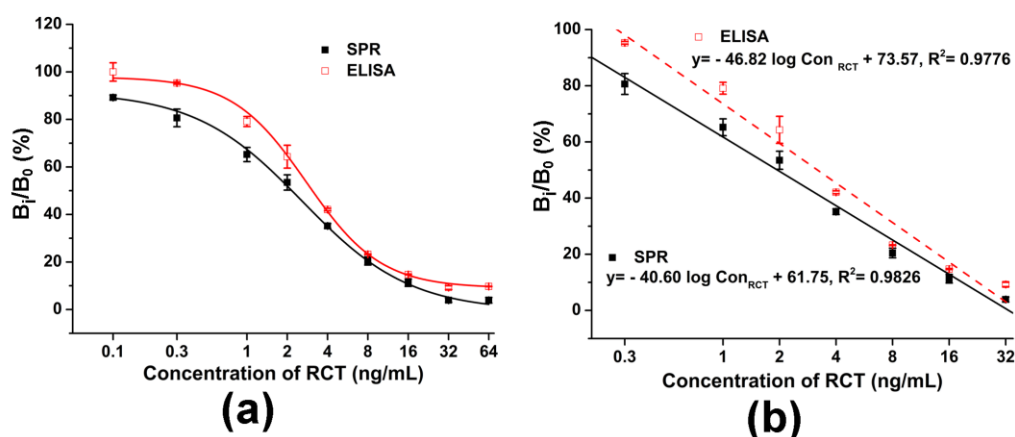 120
100
80
60
40
20
0
Bᵢ/B₀ (%)
SPR
ELISA
0.1 0.3 1 2 4 8 16 32 64
Concentration of RCT (ng/mL)
(a)
100
80
60
40
20
0
Bᵢ/B₀ (%)
ELISA
y= - 46.82 log Con RCT + 73.57, R²= 0.9776
SPR
y= - 40.60 log ConRCT + 61.75, R²= 0.9826
0.3 1 2 4 8 16 32
Concentration of RCT (ng/mL)
(b)